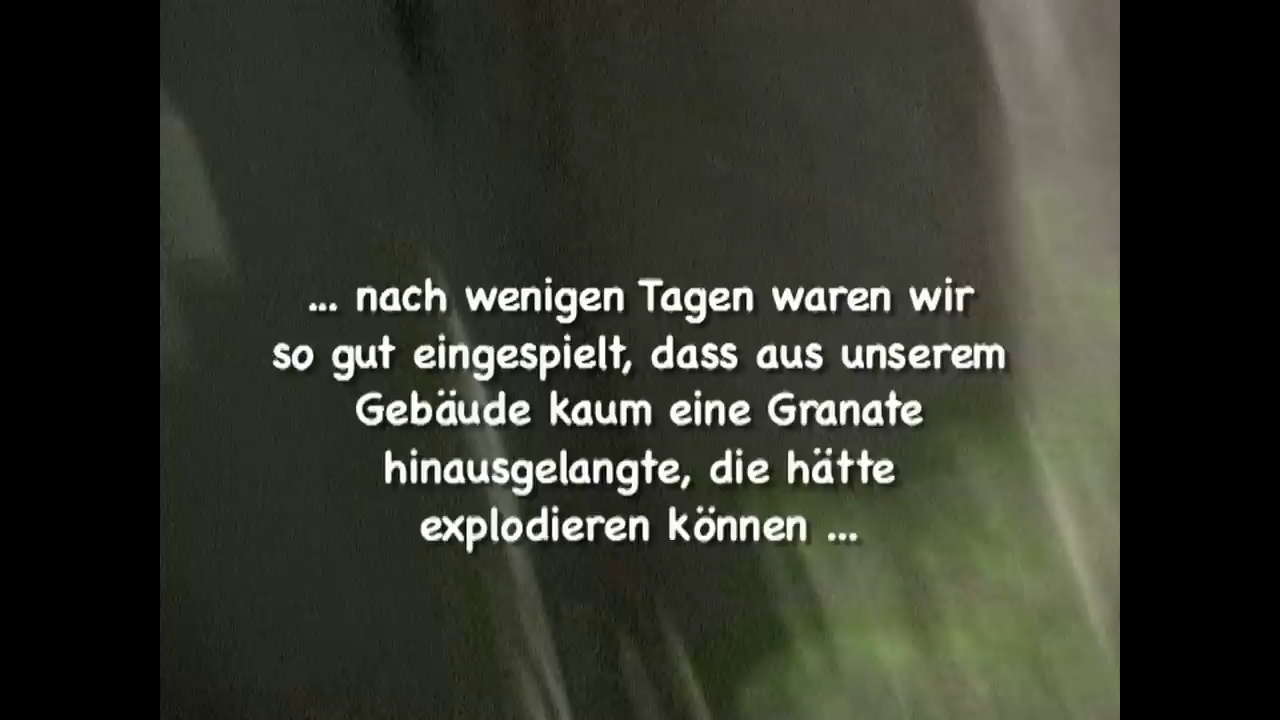 ... nach wenigen Tagen waren wir
so gut eingespielt, dass aus unserem
Gebäude kaum eine Granate
hinausgelangte, die hätte
explodieren können ...